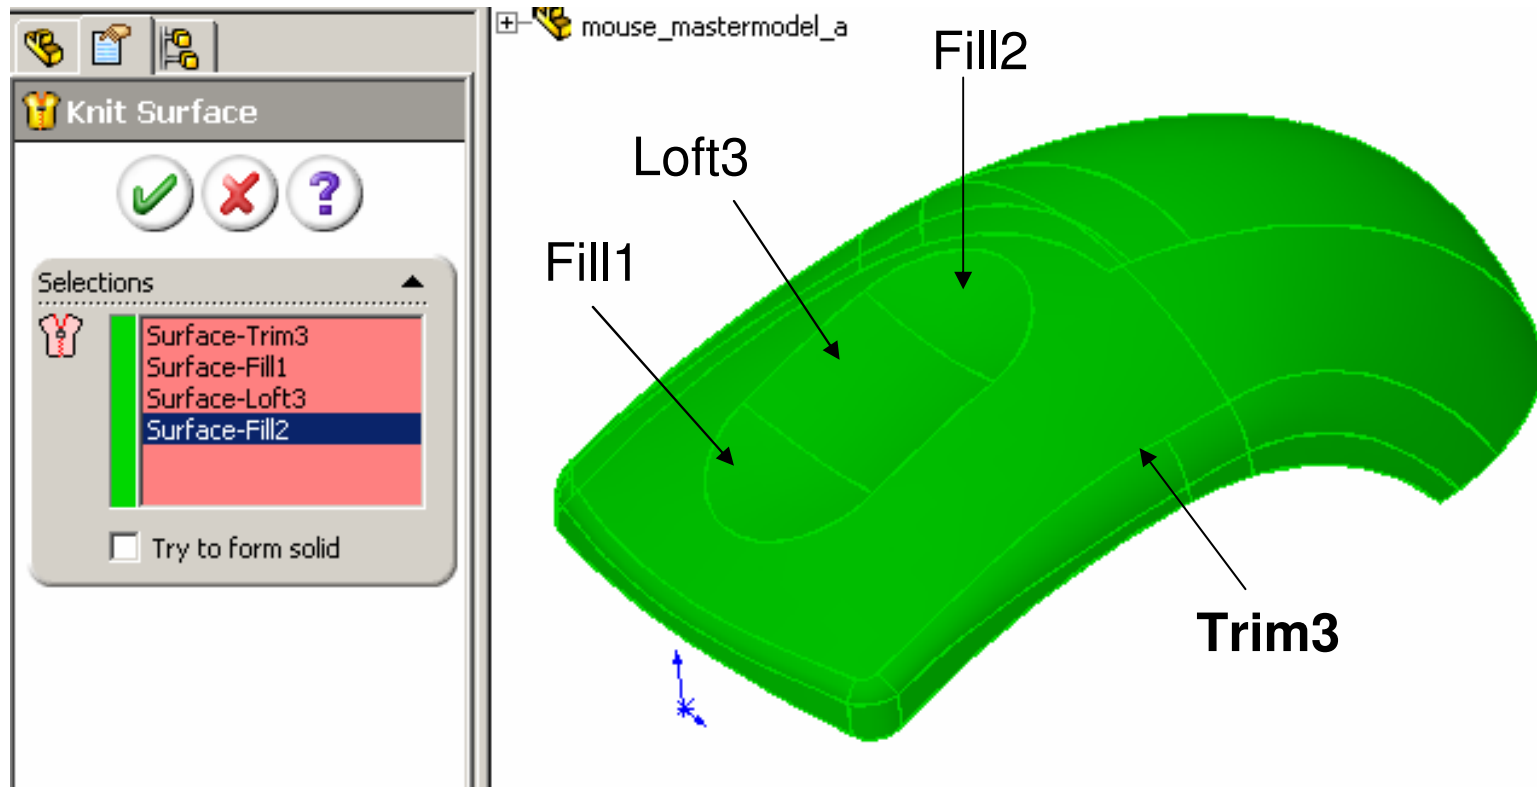 mouse_mastermodel_a
Knit Surface
?
Selections
Surface-Trim3
Surface-Fill1
Surface-Loft3
Surface-Fill2
Try to form solid
Fill2
Loft3
Fill1
Trim3